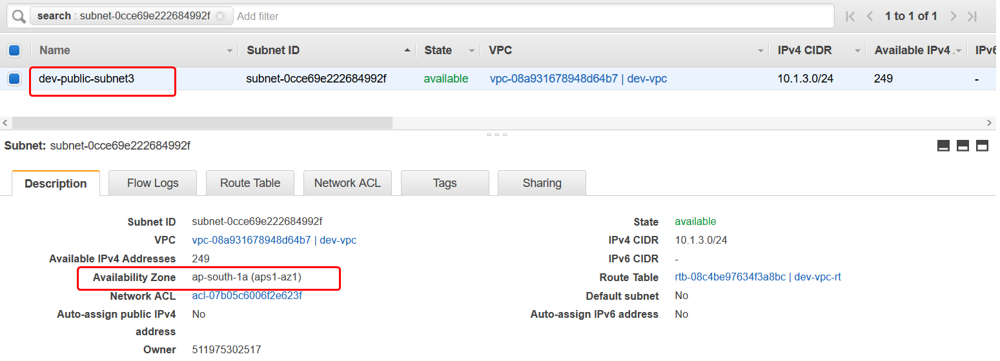 search : subnet-0cce69e222684992f Add filter 1 to 1 of 1
Name Subnet ID State VPC IPv4 CIDR Available IPv4 . IPv6
dev-public-subnet3 subnet-0cce69e222684992f available vpc-08a931678948d64b7 | dev-vpc 10.1.3.0/24 249 -
Subnet: subnet-0cce69e222684992f
Description Flow Logs Route Table Network ACL Tags Sharing
Subnet ID subnet-0cce69e222684992f State available
VPC vpc-08a931678948d64b7 | dev-vpc IPv4 CIDR 10.1.3.0/24
Available IPv4 Addresses 249 IPv6 CIDR -
Availability Zone ap-south-1a (aps1-az1) Route Table rtb-08c4be97634f3a8bc | dev-vpc-rt
Network ACL acl-07b05c6006f2e623f Default subnet No
Auto-assign public IPv4 No Auto-assign IPv6 address No
address
Owner 511975302517